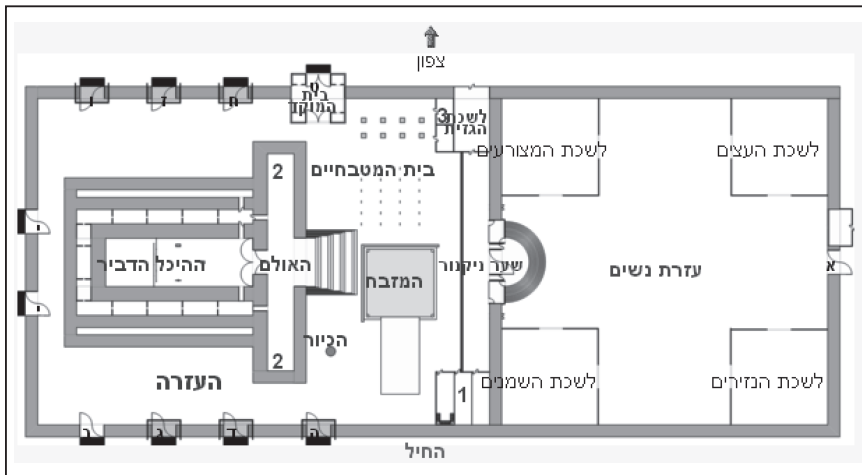 צפון
ו
ז
ח
ט
בית
המוקד
3
לשכת
הגזית
לשכת המצורעים
לשכת העצים
2
בית המטבחיים
י
י
ההיכל הדביר
האולם
המזבח
שער ניקנור
עזרת נשים
א
הכיור
2
העזרה
1
לשכת השמנים
לשכת הנזירים
ב
ג
ד
ה
החיל